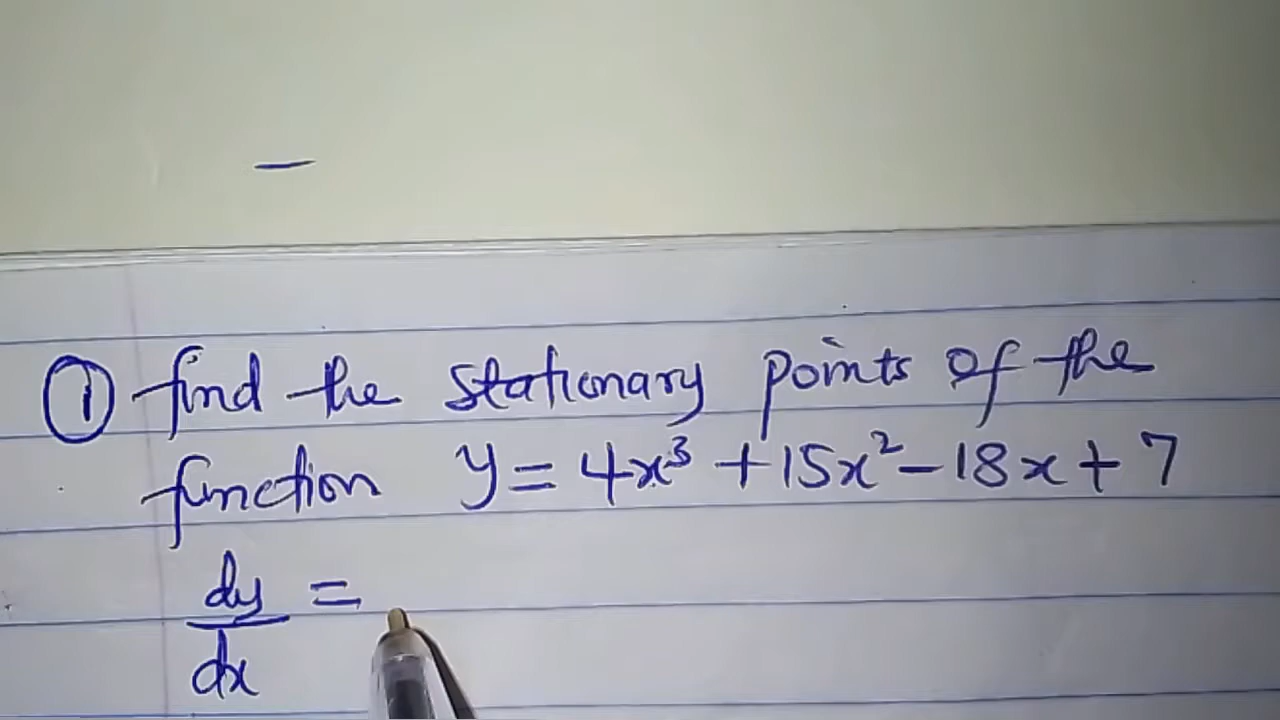 ① find the stationary points of the
function y = 4x³ + 15x² - 18x + 7
dy/dx =